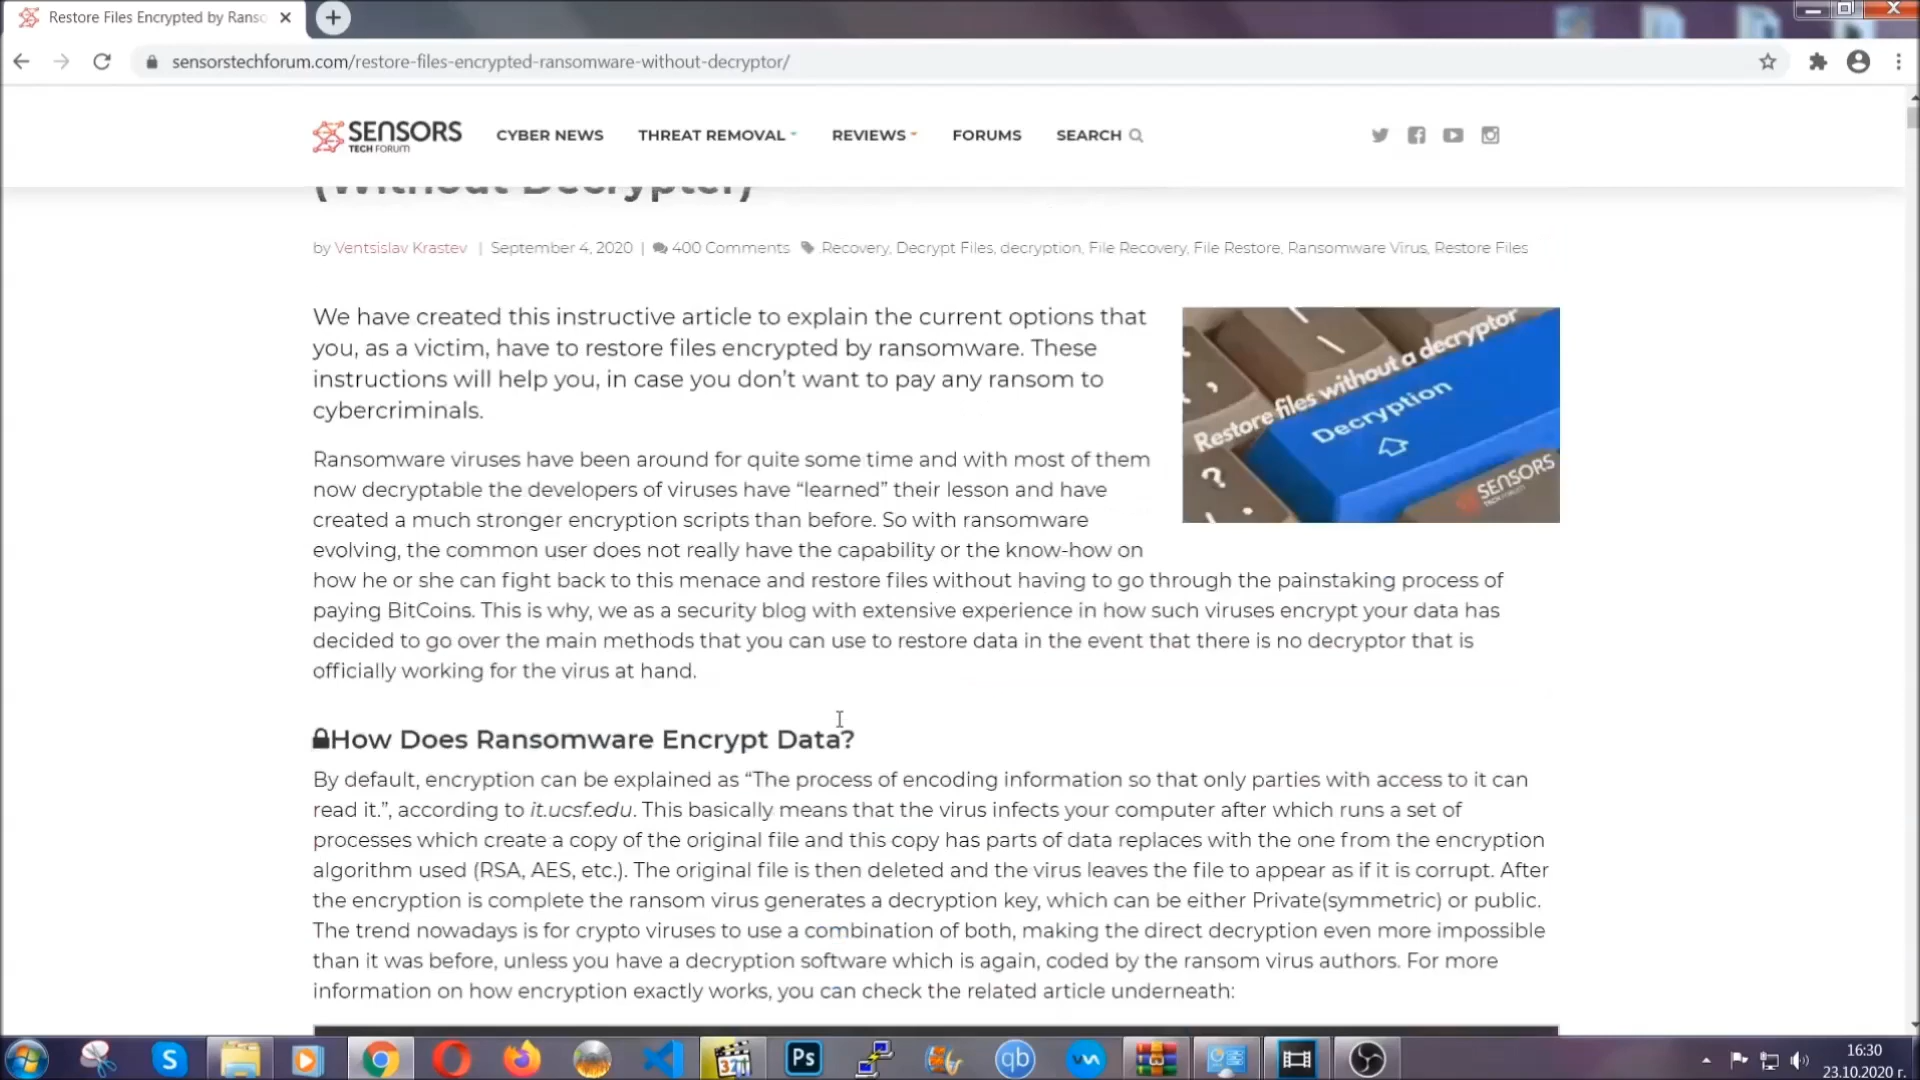 Restore Files Encrypted by Ranso
sensorstechforum.com/restore-files-encrypted-ransomware-without-decryptor/
SENSORS
TECH FORUM
CYBER NEWS THREAT REMOVAL REVIEWS FORUMS SEARCH
(Without Decrypter)
by Ventsislav Krastev | September 4, 2020 | 400 Comments Recovery, Decrypt Files, decryption, File Recovery, File Restore, Ransomware Virus, Restore Files
We have created this instructive article to explain the current options that
you, as a victim, have to restore files encrypted by ransomware. These
instructions will help you, in case you don’t want to pay any ransom to
cybercriminals.
Restore files without a decryptor
Decryption
SENSORS
Ransomware viruses have been around for quite some time and with most of them
now decryptable the developers of viruses have “learned” their lesson and have
created a much stronger encryption scripts than before. So with ransomware
evolving, the common user does not really have the capability or the know-how on
how he or she can fight back to this menace and restore files without having to go through the painstaking process of
paying BitCoins. This is why, we as a security blog with extensive experience in how such viruses encrypt your data has
decided to go over the main methods that you can use to restore data in the event that there is no decryptor that is
officially working for the virus at hand.
How Does Ransomware Encrypt Data?
By default, encryption can be explained as “The process of encoding information so that only parties with access to it can
read it.”, according to it.ucsf.edu. This basically means that the virus infects your computer after which runs a set of
processes which create a copy of the original file and this copy has parts of data replaces with the one from the encryption
algorithm used (RSA, AES, etc.). The original file is then deleted and the virus leaves the file to appear as if it is corrupt. After
the encryption is complete the ransom virus generates a decryption key, which can be either Private(symmetric) or public.
The trend nowadays is for crypto viruses to use a combination of both, making the direct decryption even more impossible
than it was before, unless you have a decryption software which is again, coded by the ransom virus authors. For more
information on how encryption exactly works, you can check the related article underneath:
S
Ps
qb
16:30
23.10.2020 г.